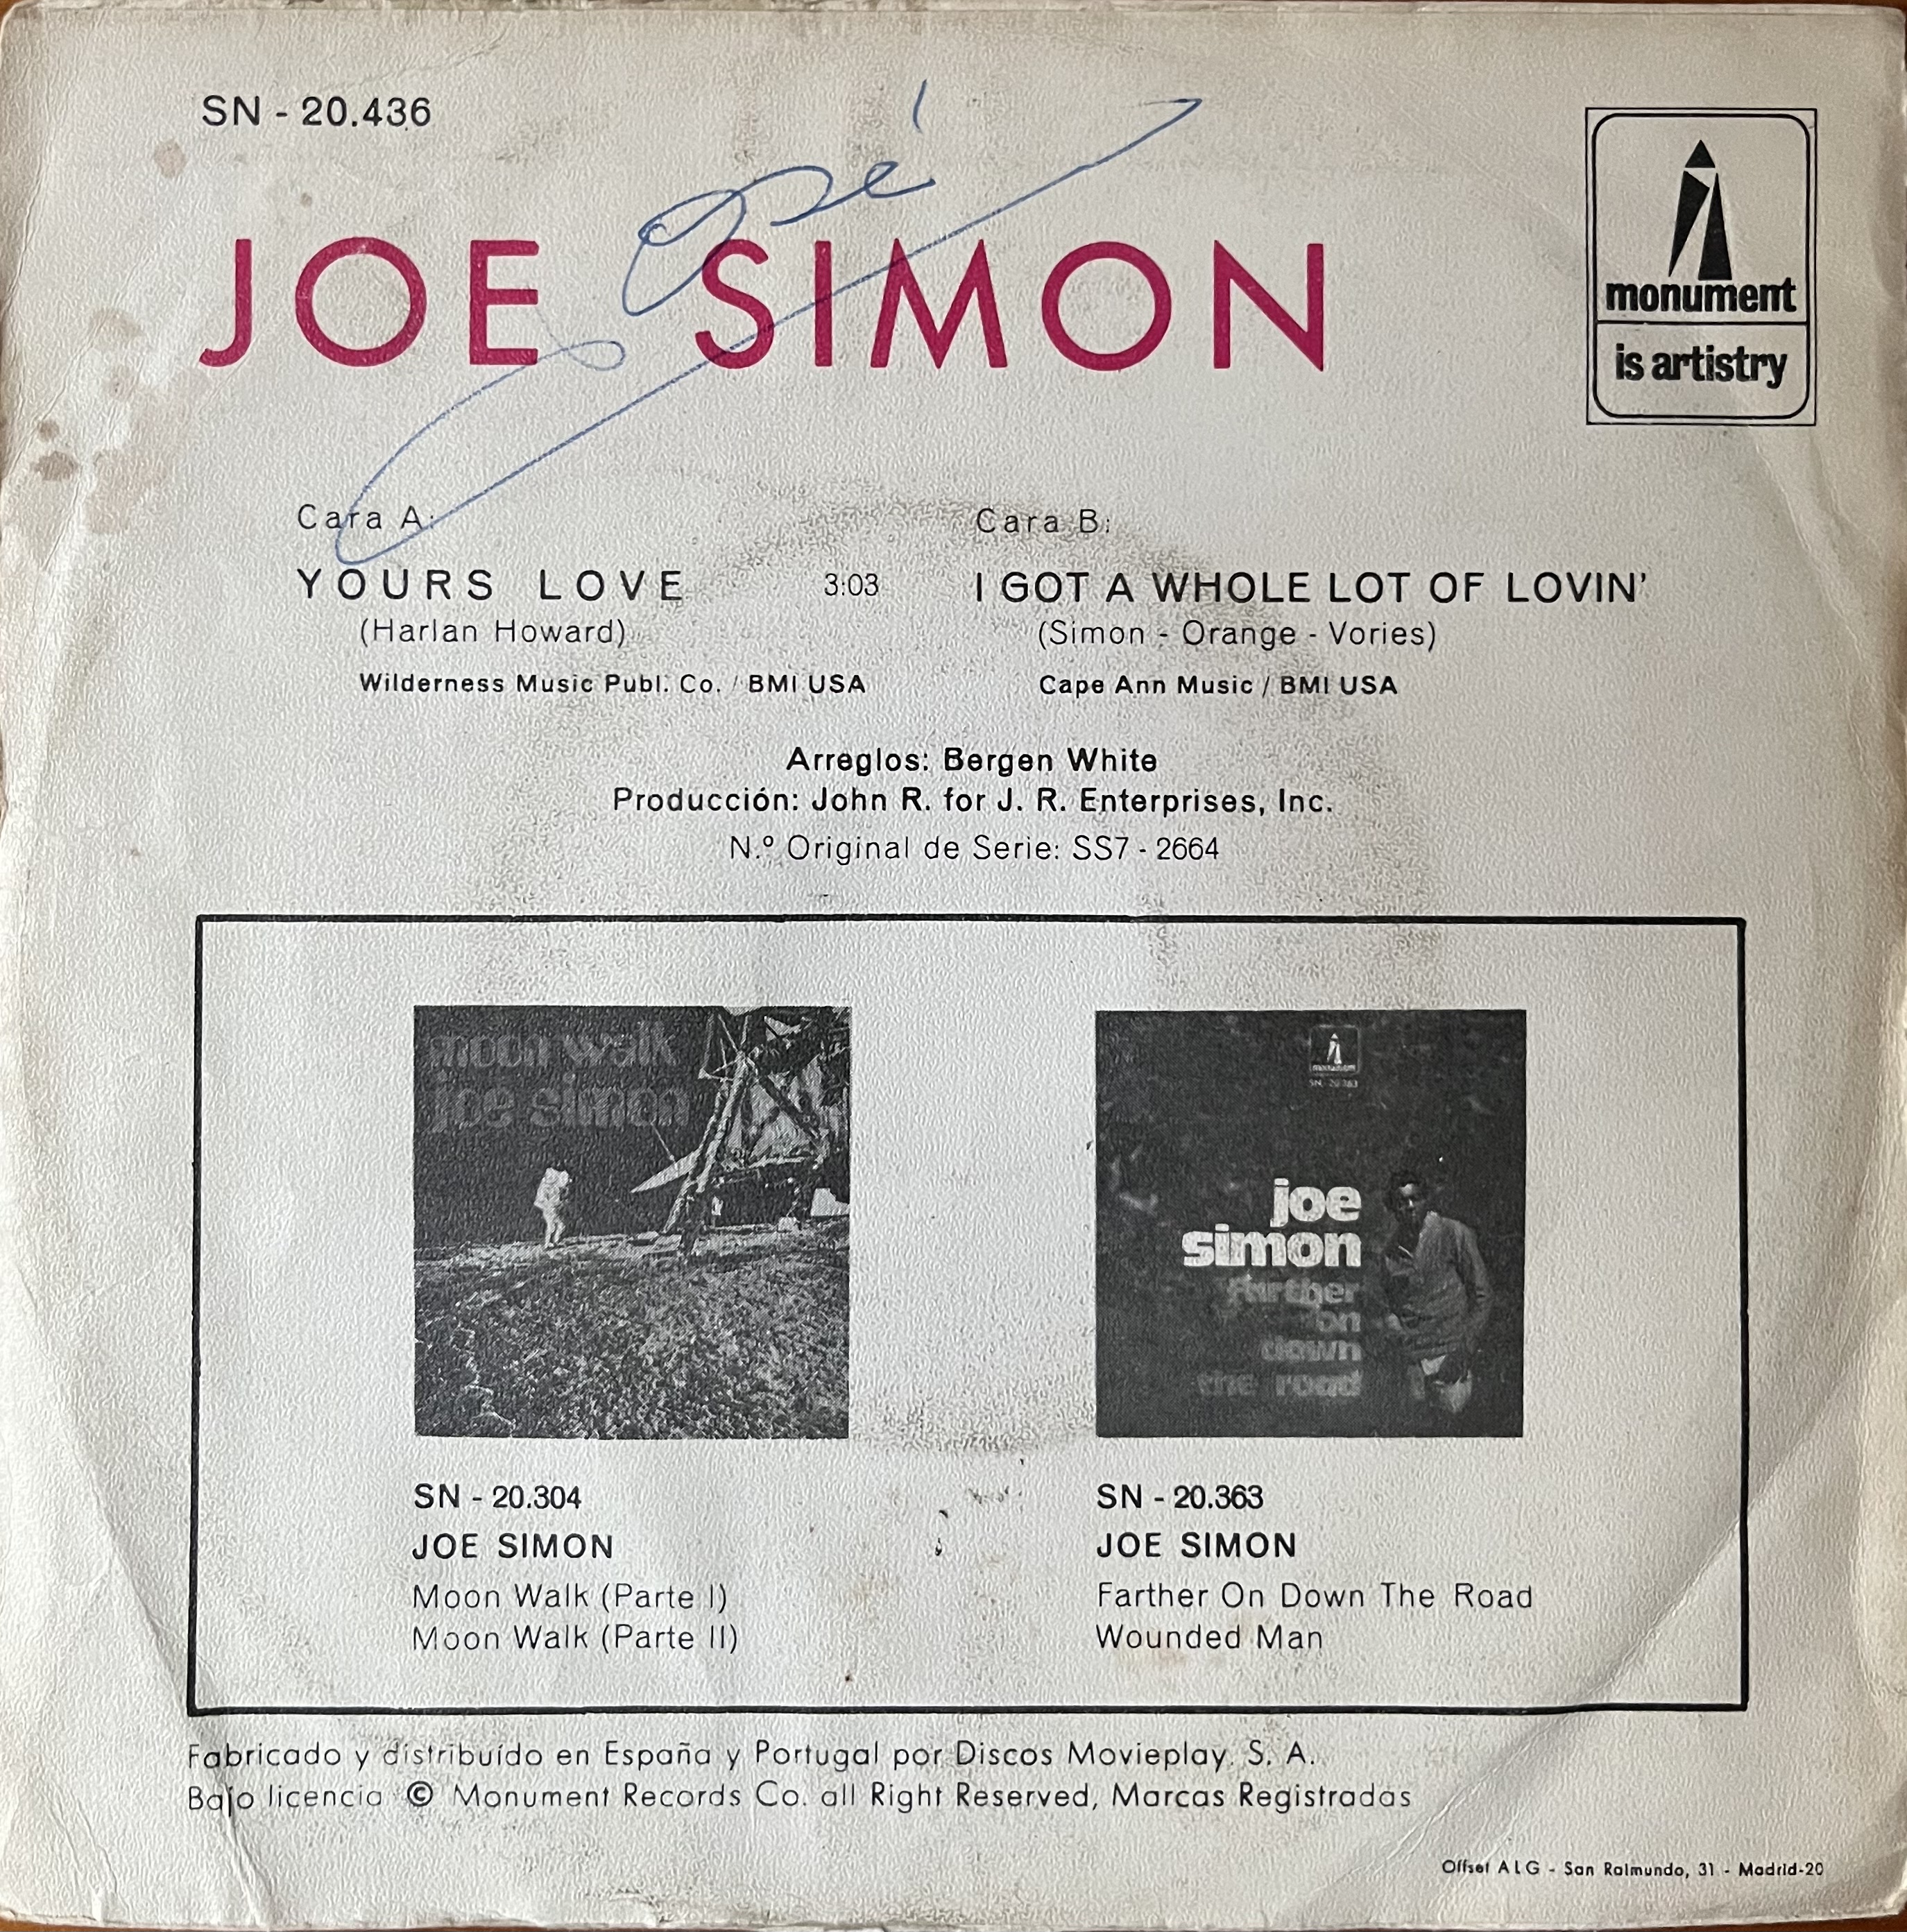 SN - 20.436
José
JOE SIMON
monument
is artistry
Cara A:
YOURS LOVE 3:03
(Harlan Howard)
Wilderness Music Publ. Co. / BMI USA
Cara B:
I GOT A WHOLE LOT OF LOVIN'
(Simon - Orange - Vories)
Cape Ann Music / BMI USA
Arreglos: Bergen White
Producción: John R. for J. R. Enterprises, Inc.
N.º Original de Serie: SS7 - 2664
moon walk
joe simon
SN - 20.304
JOE SIMON
Moon Walk (Parte I)
Moon Walk (Parte II)
monument
SN - 20.363
joe
simon
farther
on
down
the road
SN - 20.363
JOE SIMON
Farther On Down The Road
Wounded Man
Fabricado y distribuído en España y Portugal por Discos Movieplay. S. A.
Bajo licencia © Monument Records Co. all Right Reserved, Marcas Registradas
Offset A L G - San Raimundo, 31 - Madrid-20